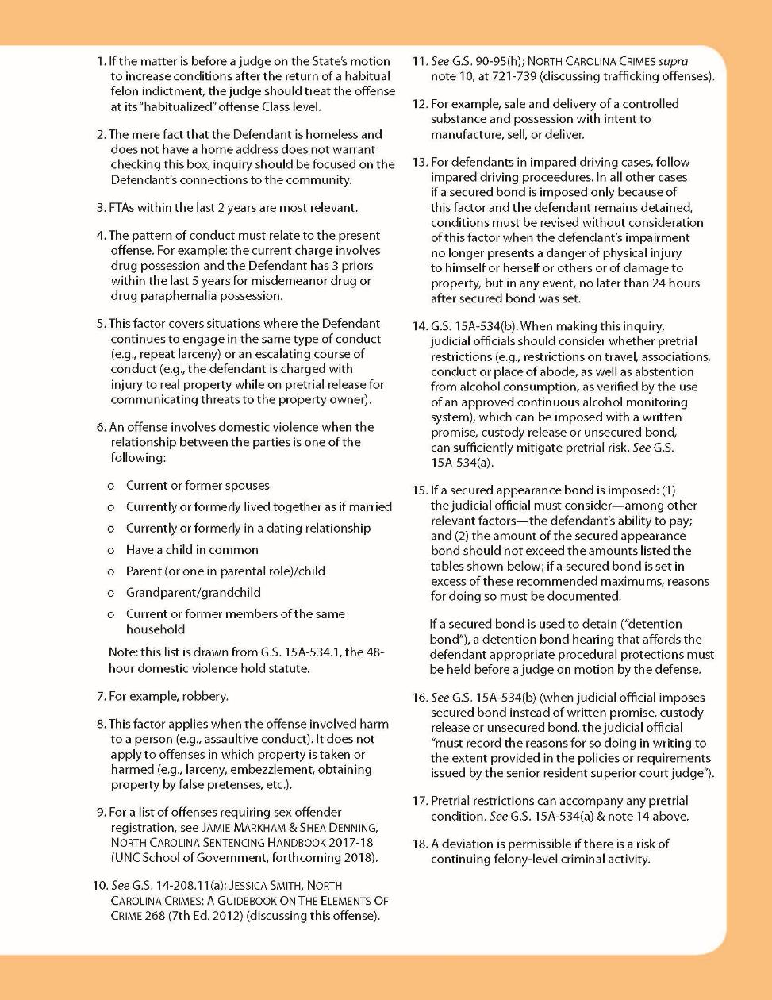 1. If the matter is before a judge on the State's motion
to increase conditions after the return of a habitual
felon indictment, the judge should treat the offense
at its "habitualized" offense Class level.
2. The mere fact that the Defendant is homeless and
does not have a home address does not warrant
checking this box; inquiry should be focused on the
Defendant's connections to the community.
3. FTAs within the last 2 years are most relevant.
4. The pattern of conduct must relate to the present
offense. For example: the current charge involves
drug possession and the Defendant has 3 priors
within the last 5 years for misdemeanor drug or
drug paraphernalia possession.
5. This factor covers situations where the Defendant
continues to engage in the same type of conduct
(e.g., repeat larceny) or an escalating course of
conduct (e.g., the defendant is charged with
injury to real property while on pretrial release for
communicating threats to the property owner).
6. An offense involves domestic violence when the
relationship between the parties is one of the
following:
o Current or former spouses
o Currently or formerly lived together as if married
o Currently or formerly in a dating relationship
o Have a child in common
o Parent (or one in parental role)/child
o Grandparent/grandchild
o Current or former members of the same
household
Note: this list is drawn from G.S. 15A-534.1, the 48-
hour domestic violence hold statute.
7. For example, robbery.
8. This factor applies when the offense involved harm
to a person (e.g., assaultive conduct). It does not
apply to offenses in which property is taken or
harmed (e.g., larceny, embezzlement, obtaining
property by false pretenses, etc.).
9. For a list of offenses requiring sex offender
registration, see JAMIE MARKHAM & SHEA DENNING,
NORTH CAROLINA SENTENCING HANDBOOK 2017-18
(UNC School of Government, forthcoming 2018).
10. See G.S. 14-208.11(a); JESSICA SMITH, NORTH
CAROLINA CRIMES: A GUIDEBOOK ON THE ELEMENTS OF
CRIME 268 (7th Ed. 2012) (discussing this offense).
11. See G.S. 90-95(h); NORTH CAROLINA CRIMES supra
note 10, at 721-739 (discussing trafficking offenses).
12. For example, sale and delivery of a controlled
substance and possession with intent to
manufacture, sell, or deliver.
13. For defendants in impared driving cases, follow
impared driving proceedures. In all other cases
if a secured bond is imposed only because of
this factor and the defendant remains detained,
conditions must be revised without consideration
of this factor when the defendant's impairment
no longer presents a danger of physical injury
to himself or herself or others or of damage to
property, but in any event, no later than 24 hours
after secured bond was set.
14. G.S. 15A-534(b). When making this inquiry,
judicial officials should consider whether pretrial
restrictions (e.g., restrictions on travel, associations,
conduct or place of abode, as well as abstention
from alcohol consumption, as verified by the use
of an approved continuous alcohol monitoring
system), which can be imposed with a written
promise, custody release or unsecured bond,
can sufficiently mitigate pretrial risk. See G.S.
15A-534(a).
15. If a secured appearance bond is imposed: (1)
the judicial official must consider—among other
relevant factors—the defendant's ability to pay;
and (2) the amount of the secured appearance
bond should not exceed the amounts listed the
tables shown below; if a secured bond is set in
excess of these recommended maximums, reasons
for doing so must be documented.
If a secured bond is used to detain ("detention
bond"), a detention bond hearing that affords the
defendant appropriate procedural protections must
be held before a judge on motion by the defense.
16. See G.S. 15A-534(b) (when judicial official imposes
secured bond instead of written promise, custody
release or unsecured bond, the judicial official
"must record the reasons for so doing in writing to
the extent provided in the policies or requirements
issued by the senior resident superior court judge").
17. Pretrial restrictions can accompany any pretrial
condition. See G.S. 15A-534(a) & note 14 above.
18. A deviation is permissible if there is a risk of
continuing felony-level criminal activity.